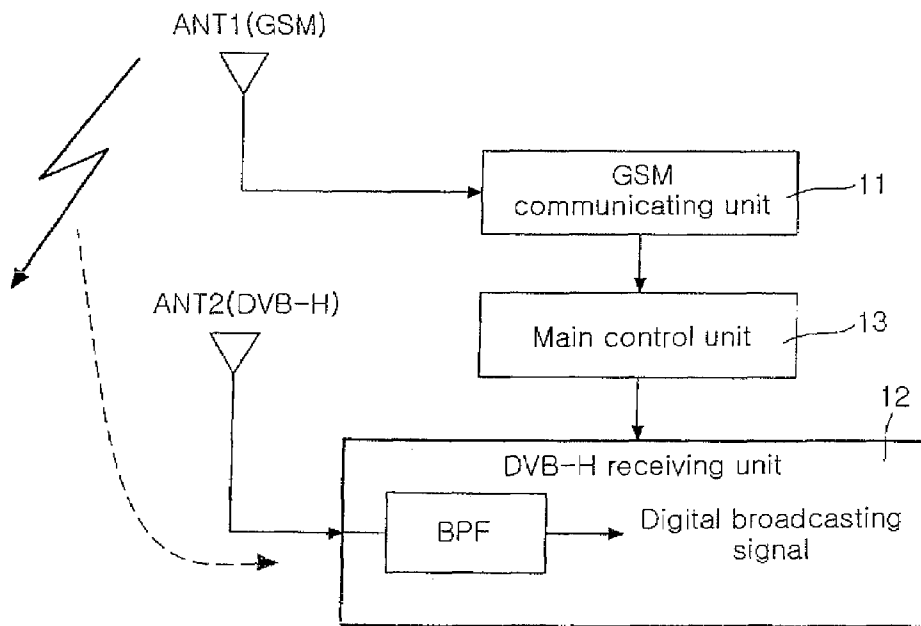 ANT1(GSM)
GSM
communicating unit
11
ANT2(DVB-H)
Main control unit
13
12
DVB-H receiving unit
BPF
Digital broadcasting
signal